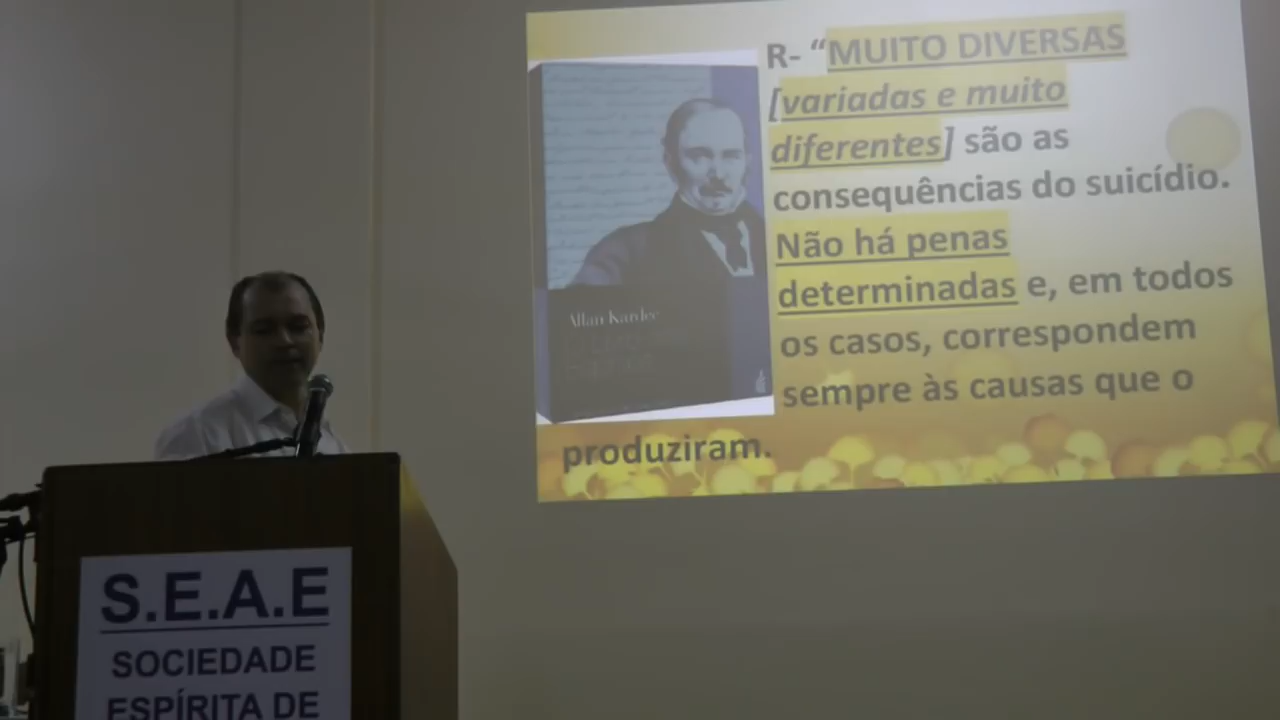 R- “MUITO DIVERSAS
[variadas e muito
diferentes] são as
consequências do suicídio.
Não há penas
determinadas e, em todos
os casos, correspondem
sempre às causas que o
produziram.
Allan Kardec
S.E.A.E
SOCIEDADE
ESPÍRITA DE